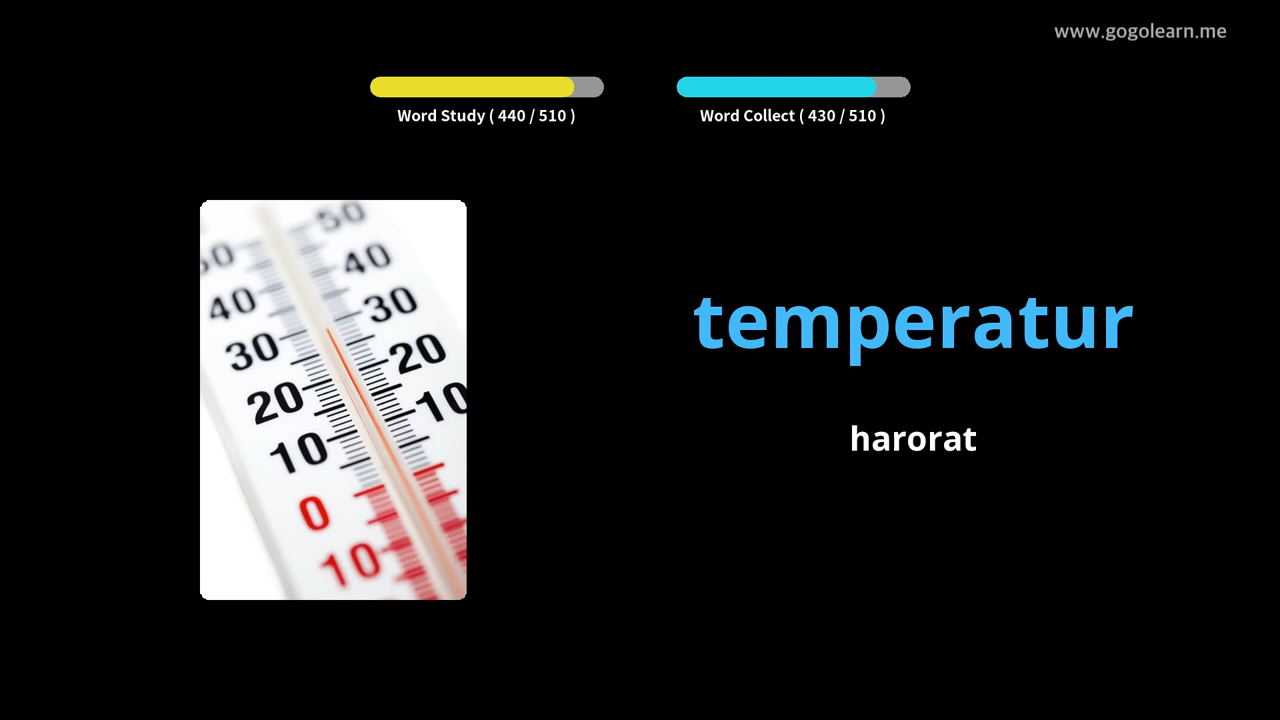 www.gogolearn.me
Word Study ( 440 / 510 )
Word Collect ( 430 / 510 )
50
50
40
40
30
30
20
20
10
10
0
10
temperatur
harorat